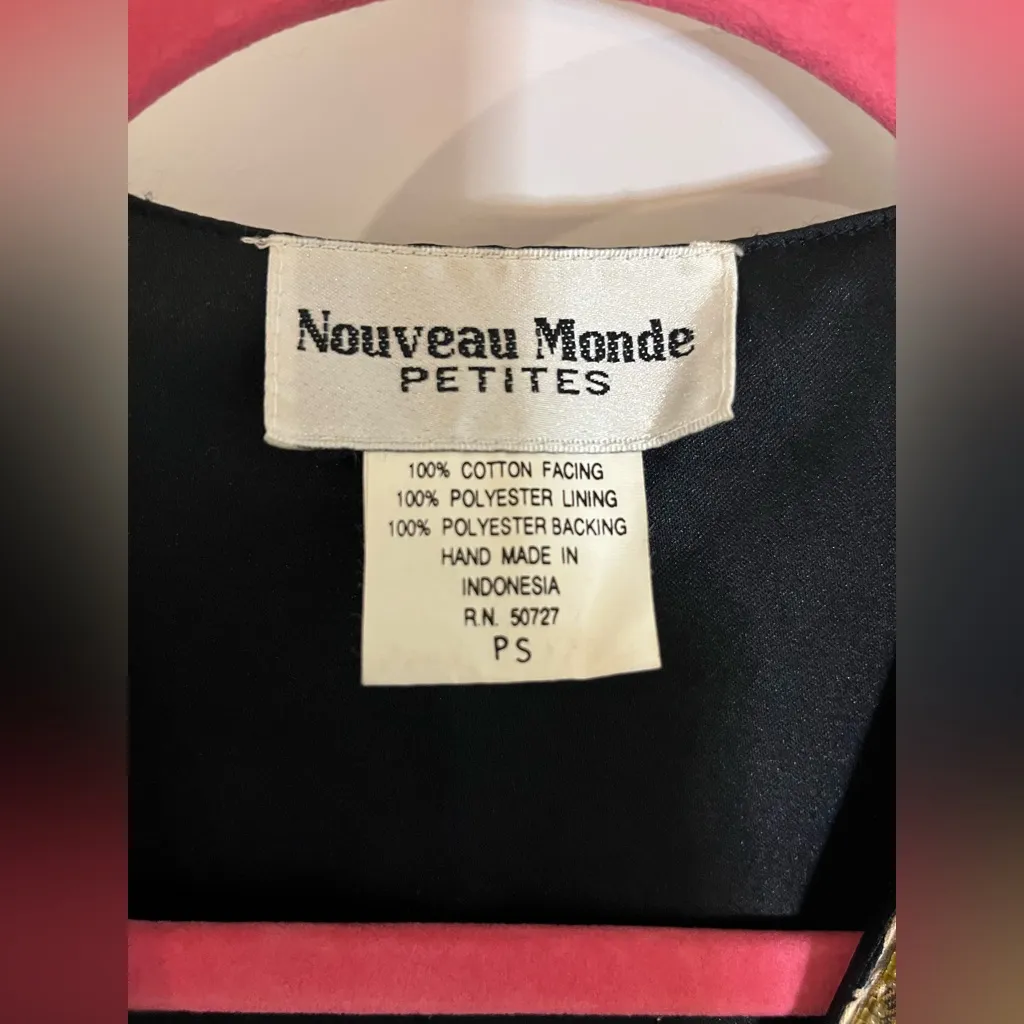 Nouveau Monde
PETITES
100% COTTON FACING
100% POLYESTER LINING
100% POLYESTER BACKING
HAND MADE IN
INDONESIA
R.N. 50727
PS